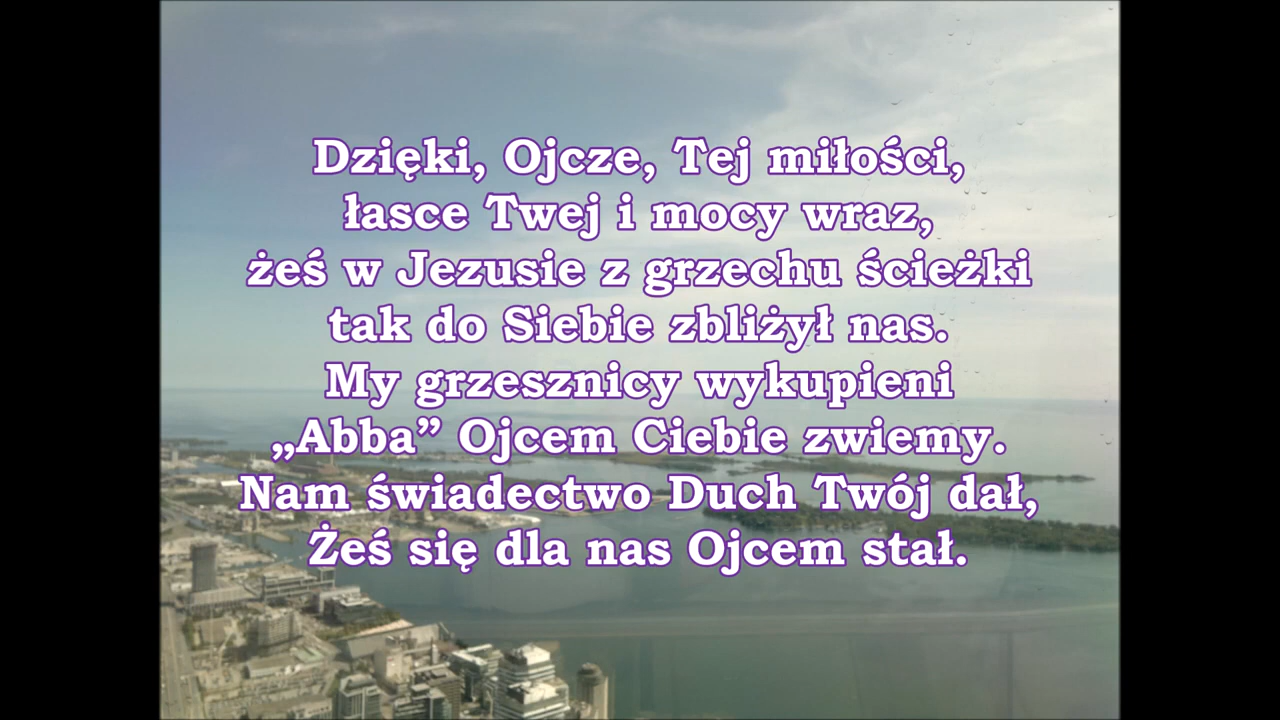 Dzięki, Ojcze, Tej miłości,
łasce Twej i mocy wraz,
żeś w Jezusie z grzechu ścieżki
tak do Siebie zbliżył nas.
My grzesznicy wykupieni
„Abba” Ojcem Ciebie zwiemy.
Nam świadectwo Duch Twój dał,
Żeś się dla nas Ojcem stał.